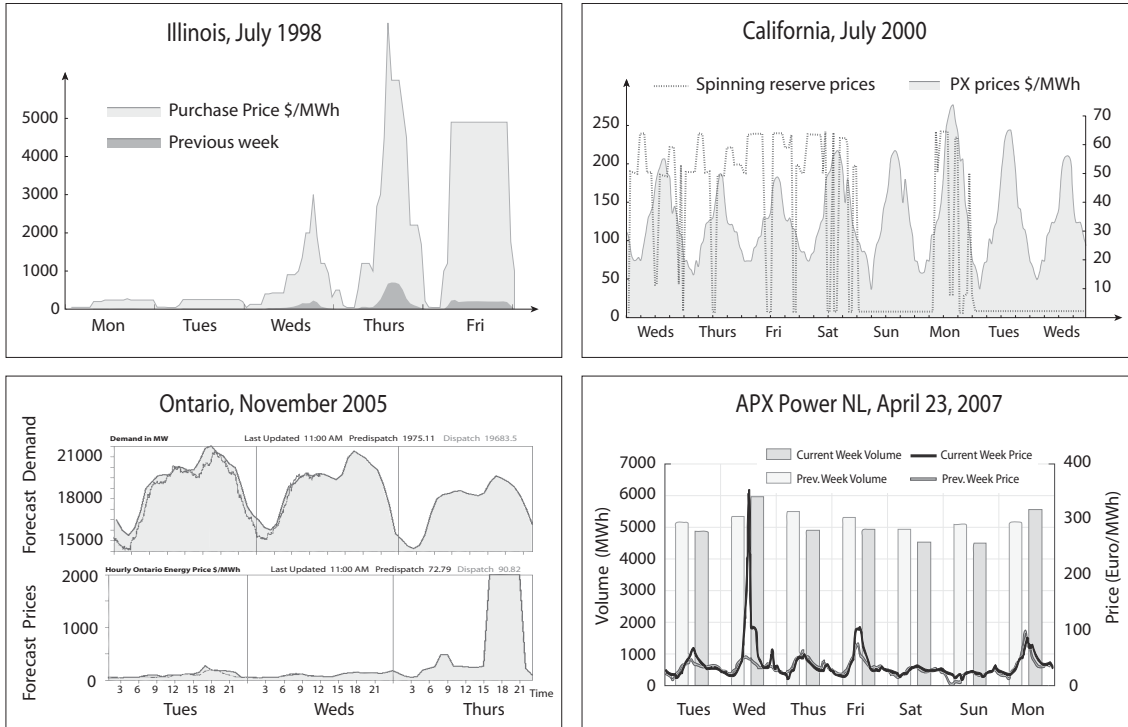 Illinois, July 1998
Purchase Price $/MWh
Previous week
5000
4000
3000
2000
1000
0
Mon Tues Weds Thurs Fri
California, July 2000
Spinning reserve prices PX prices $/MWh
250
200
150
100
50
0
70
60
50
40
30
20
10
Weds Thurs Fri Sat Sun Mon Tues Weds
Ontario, November 2005
Demand in MW Last Updated 11:00 AM Predispatch 1975.11 Dispatch 19683.5
Forecast Demand
21000
18000
15000
Hourly Ontario Energy Price $/MWh Last Updated 11:00 AM Predispatch 72.79 Dispatch 90.82
Forecast Prices
2000
1000
0
3 6 9 12 15 18 21 3 6 9 12 15 18 21 3 6 9 12 15 18 21 Time
Tues Weds Thurs
APX Power NL, April 23, 2007
Current Week Volume Current Week Price
Prev. Week Volume Prev. Week Price
Volume (MWh)
7000
6000
5000
4000
3000
2000
1000
0
400
300
200
100
0
Price (Euro/MWh)
Tues Wed Thus Fri Sat Sun Mon